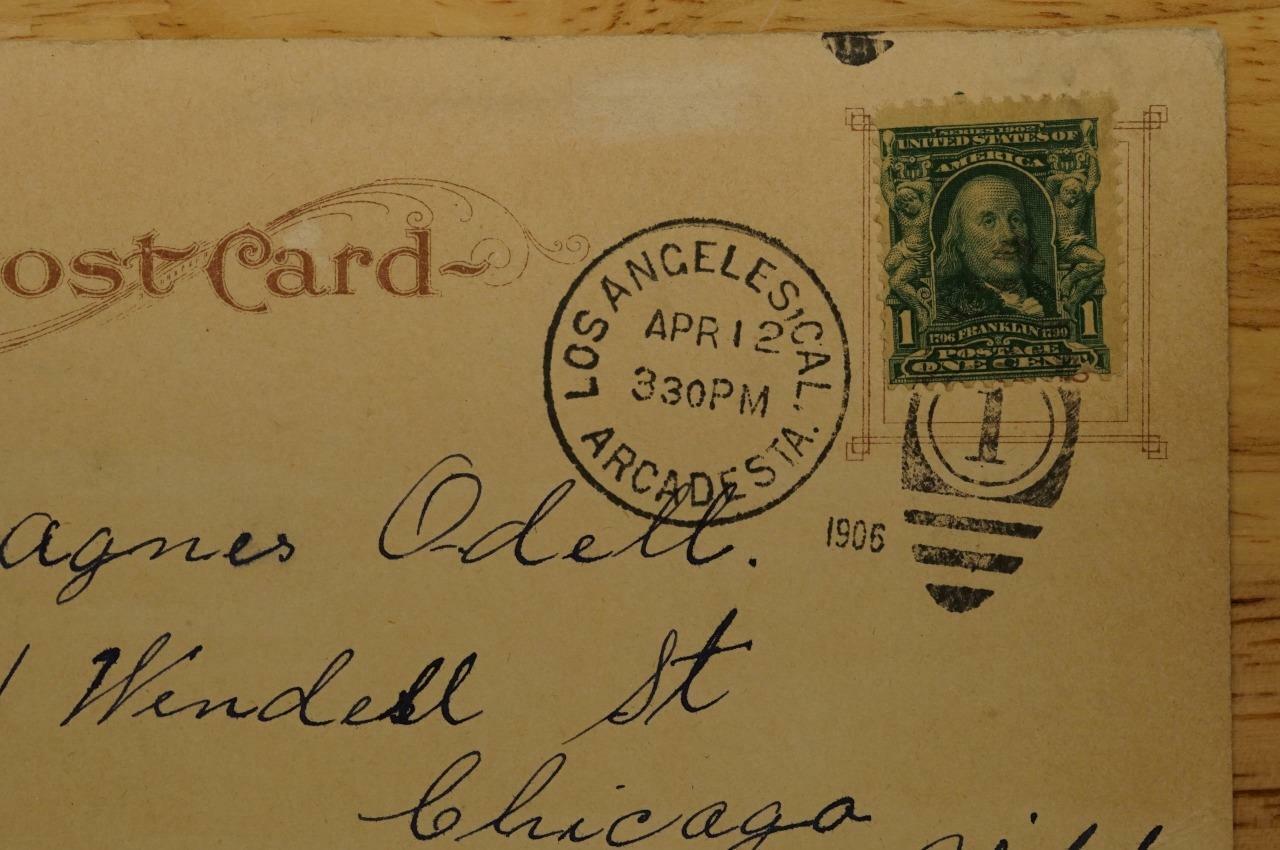 ost Card
SERIES 1902
UNITED STATES OF
AMERICA
1706 FRANKLIN 1790
1 1
POSTAGE
ONE CENT
LOS ANGELES, CAL.
APR 12
330PM
ARCADE STA.
1
1906
Agnes Odell.
Wendell St
Chicago